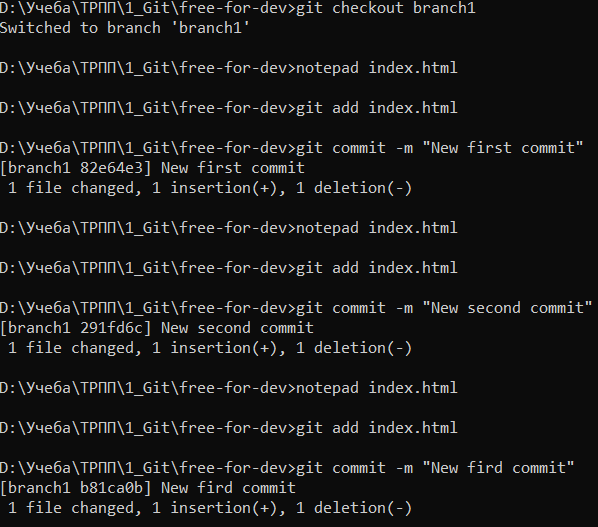 D:\Учеба\ТРПП\1_Git\free-for-dev>git checkout branch1
Switched to branch 'branch1'
D:\Учеба\ТРПП\1_Git\free-for-dev>notepad index.html
D:\Учеба\ТРПП\1_Git\free-for-dev>git add index.html
D:\Учеба\ТРПП\1_Git\free-for-dev>git commit -m "New first commit"
[branch1 82e64e3] New first commit
 1 file changed, 1 insertion(+), 1 deletion(-)
D:\Учеба\ТРПП\1_Git\free-for-dev>notepad index.html
D:\Учеба\ТРПП\1_Git\free-for-dev>git add index.html
D:\Учеба\ТРПП\1_Git\free-for-dev>git commit -m "New second commit"
[branch1 291fd6c] New second commit
 1 file changed, 1 insertion(+), 1 deletion(-)
D:\Учеба\ТРПП\1_Git\free-for-dev>notepad index.html
D:\Учеба\ТРПП\1_Git\free-for-dev>git add index.html
D:\Учеба\ТРПП\1_Git\free-for-dev>git commit -m "New fird commit"
[branch1 b81ca0b] New fird commit
 1 file changed, 1 insertion(+), 1 deletion(-)